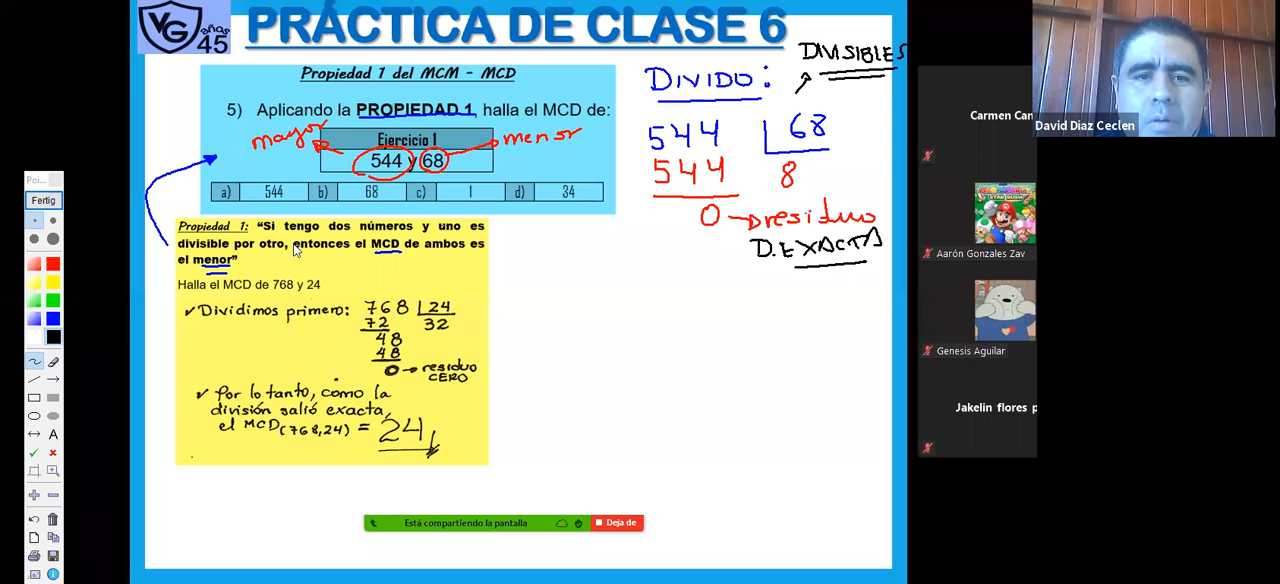 VG
años
45
PRÁCTICA DE CLASE 6
Propiedad 1 del MCM - MCD
5) Aplicando la PROPIEDAD 1, halla el MCD de:
mayor
Ejercicio 1
menor
544 y 68
a) 544 b) 68 c) 1 d) 34
Propiedad 1: “Si tengo dos números y uno es
divisible por otro, entonces el MCD de ambos es
el menor”
Halla el MCD de 768 y 24
✓ Dividimos primero: 768 24
72 32
48
48
0 → residuo
CERO
✓ Por lo tanto, como la
división salió exacta,
el MCD(768,24) = 24
DIVISIBLES
DIVIDO:
544 68
544 8
0 → residuo
D. EXACTA
Está compartiendo la pantalla
Deja de
Poi...
Fertig
A
Carmen Can
David Diaz Ceclen
Aarón Gonzales Zav
Genesis Aguilar
Jakelin flores p